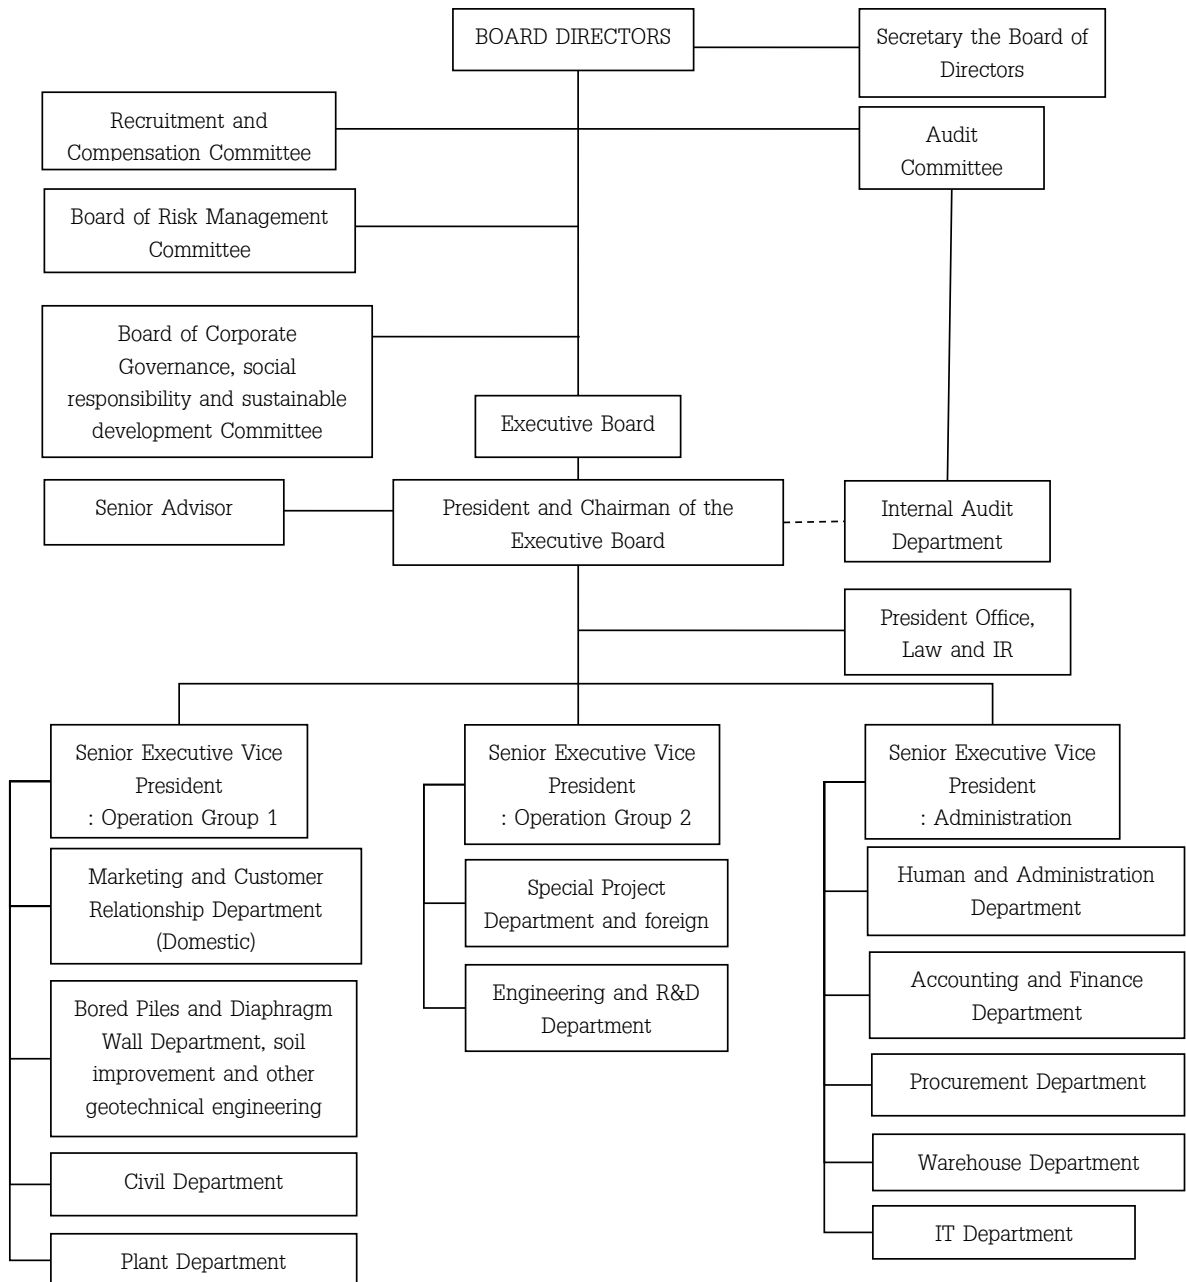 BOARD DIRECTORS
Secretary the Board of
Directors
Recruitment and
Compensation Committee
Audit
Committee
Board of Risk Management
Committee
Board of Corporate
Governance, social
responsibility and sustainable
development Committee
Executive Board
Senior Advisor
President and Chairman of the
Executive Board
Internal Audit
Department
President Office,
Law and IR
Senior Executive Vice
President
: Operation Group 1
Senior Executive Vice
President
: Operation Group 2
Senior Executive Vice
President
: Administration
Marketing and Customer
Relationship Department
(Domestic)
Bored Piles and Diaphragm
Wall Department, soil
improvement and other
geotechnical engineering
Civil Department
Plant Department
Special Project
Department and foreign
Engineering and R&D
Department
Human and Administration
Department
Accounting and Finance
Department
Procurement Department
Warehouse Department
IT Department